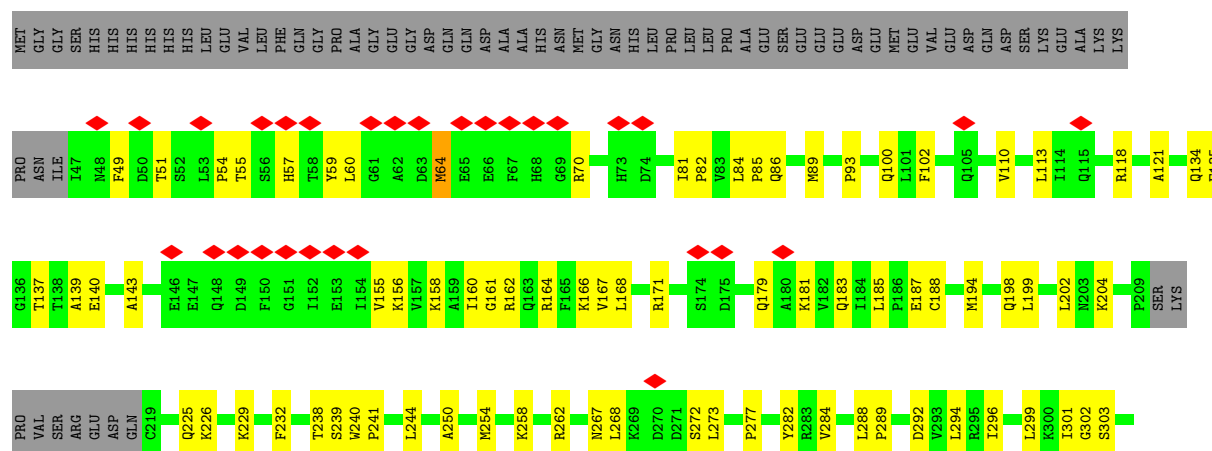 MET GLY GLY SER HIS HIS HIS HIS HIS HIS LEU GLU VAL LEU PHE GLN GLY PRO ALA GLY GLU GLY ASP GLN GLN ASP ALA ALA HIS ASN MET GLY ASN HIS LEU PRO LEU LEU PRO ALA GLU SER GLU GLU GLU ASP GLU MET GLU VAL GLU ASP GLN ASP SER LYS GLU ALA LYS LYS
PRO ASN ILE I47 N48 F49 D50 T51 S52 L53 P54 T55 S56 H57 T58 Y59 L60 G61 A62 D63 M64 E65 E66 F67 H68 G69 R70 H73 D74 I81 P82 V83 L84 P85 Q86 M89 P93 Q100 L101 F102 Q105 V110 L113 I114 Q115 R118 A121 Q134
G136 T137 T138 A139 E140 A143 E146 E147 Q148 D149 F150 G151 I152 E153 I154 V155 K156 V157 K158 A159 I160 G161 R162 Q163 R164 F165 K166 V167 L168 R171 S174 D175 Q179 A180 K181 V182 Q183 I184 L185 P186 E187 C188 M194 Q198 L199 L202 N203 K204 P209 SER LYS
PRO VAL SER ARG GLU ASP GLN C219 Q225 K226 K229 F232 T238 S239 W240 P241 L244 A250 M254 K258 R262 N267 L268 K269 D270 D271 S272 L273 P277 Y282 R283 V284 L288 P289 D292 V293 L294 R295 I296 L299 K300 I301 G302 S303